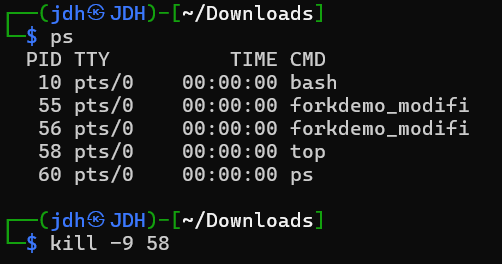 ┌──(jdh㉿JDH)-[~/Downloads]
└─$ ps
  PID TTY          TIME CMD
   10 pts/0    00:00:00 bash
   55 pts/0    00:00:00 forkdemo_modifi
   56 pts/0    00:00:00 forkdemo_modifi
   58 pts/0    00:00:00 top
   60 pts/0    00:00:00 ps
┌──(jdh㉿JDH)-[~/Downloads]
└─$ kill -9 58